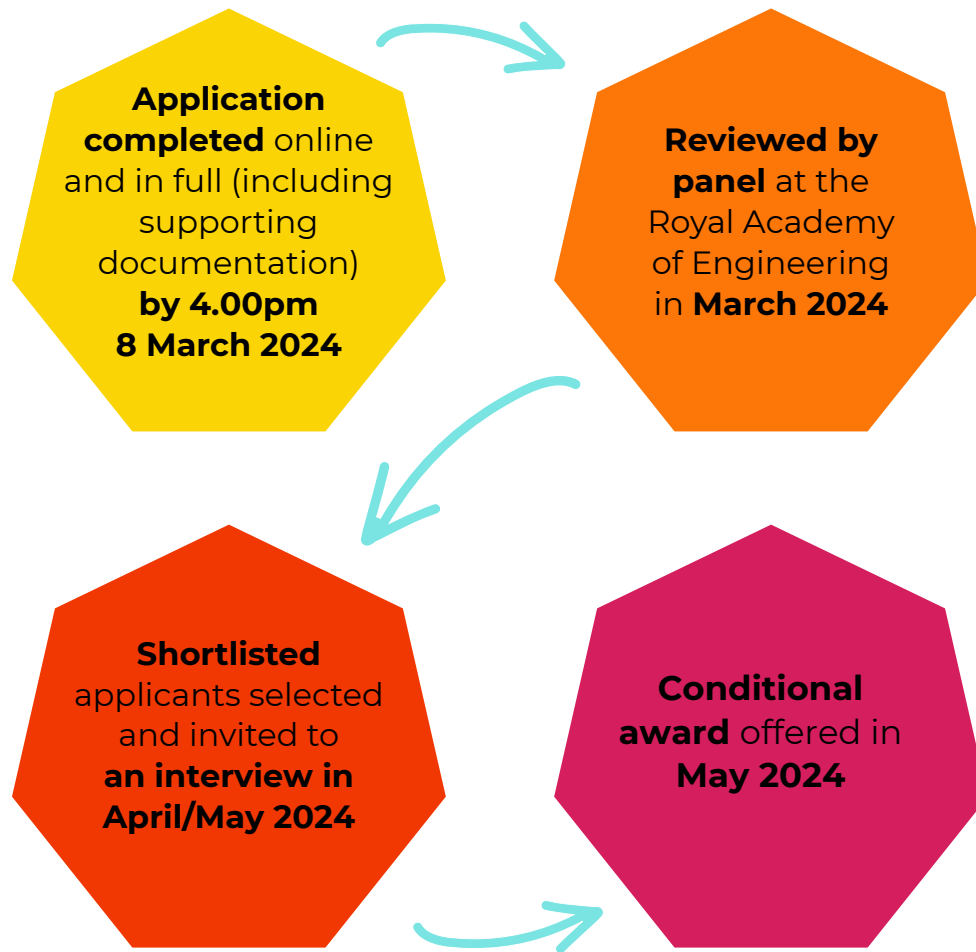 Application
completed online
and in full (including
supporting
documentation)
by 4.00pm
8 March 2024
Reviewed by
panel at the
Royal Academy
of Engineering
in March 2024
Shortlisted
applicants selected
and invited to
an interview in
April/May 2024
Conditional
award offered in
May 2024